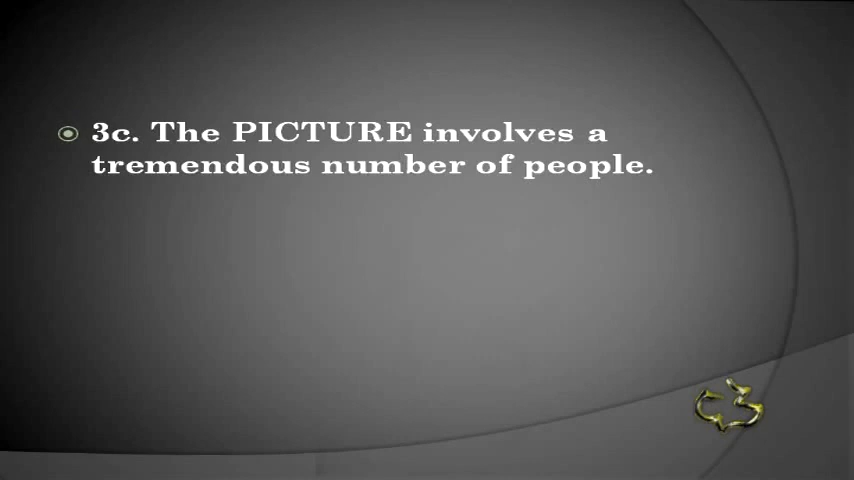 3c. The PICTURE involves a
tremendous number of people.